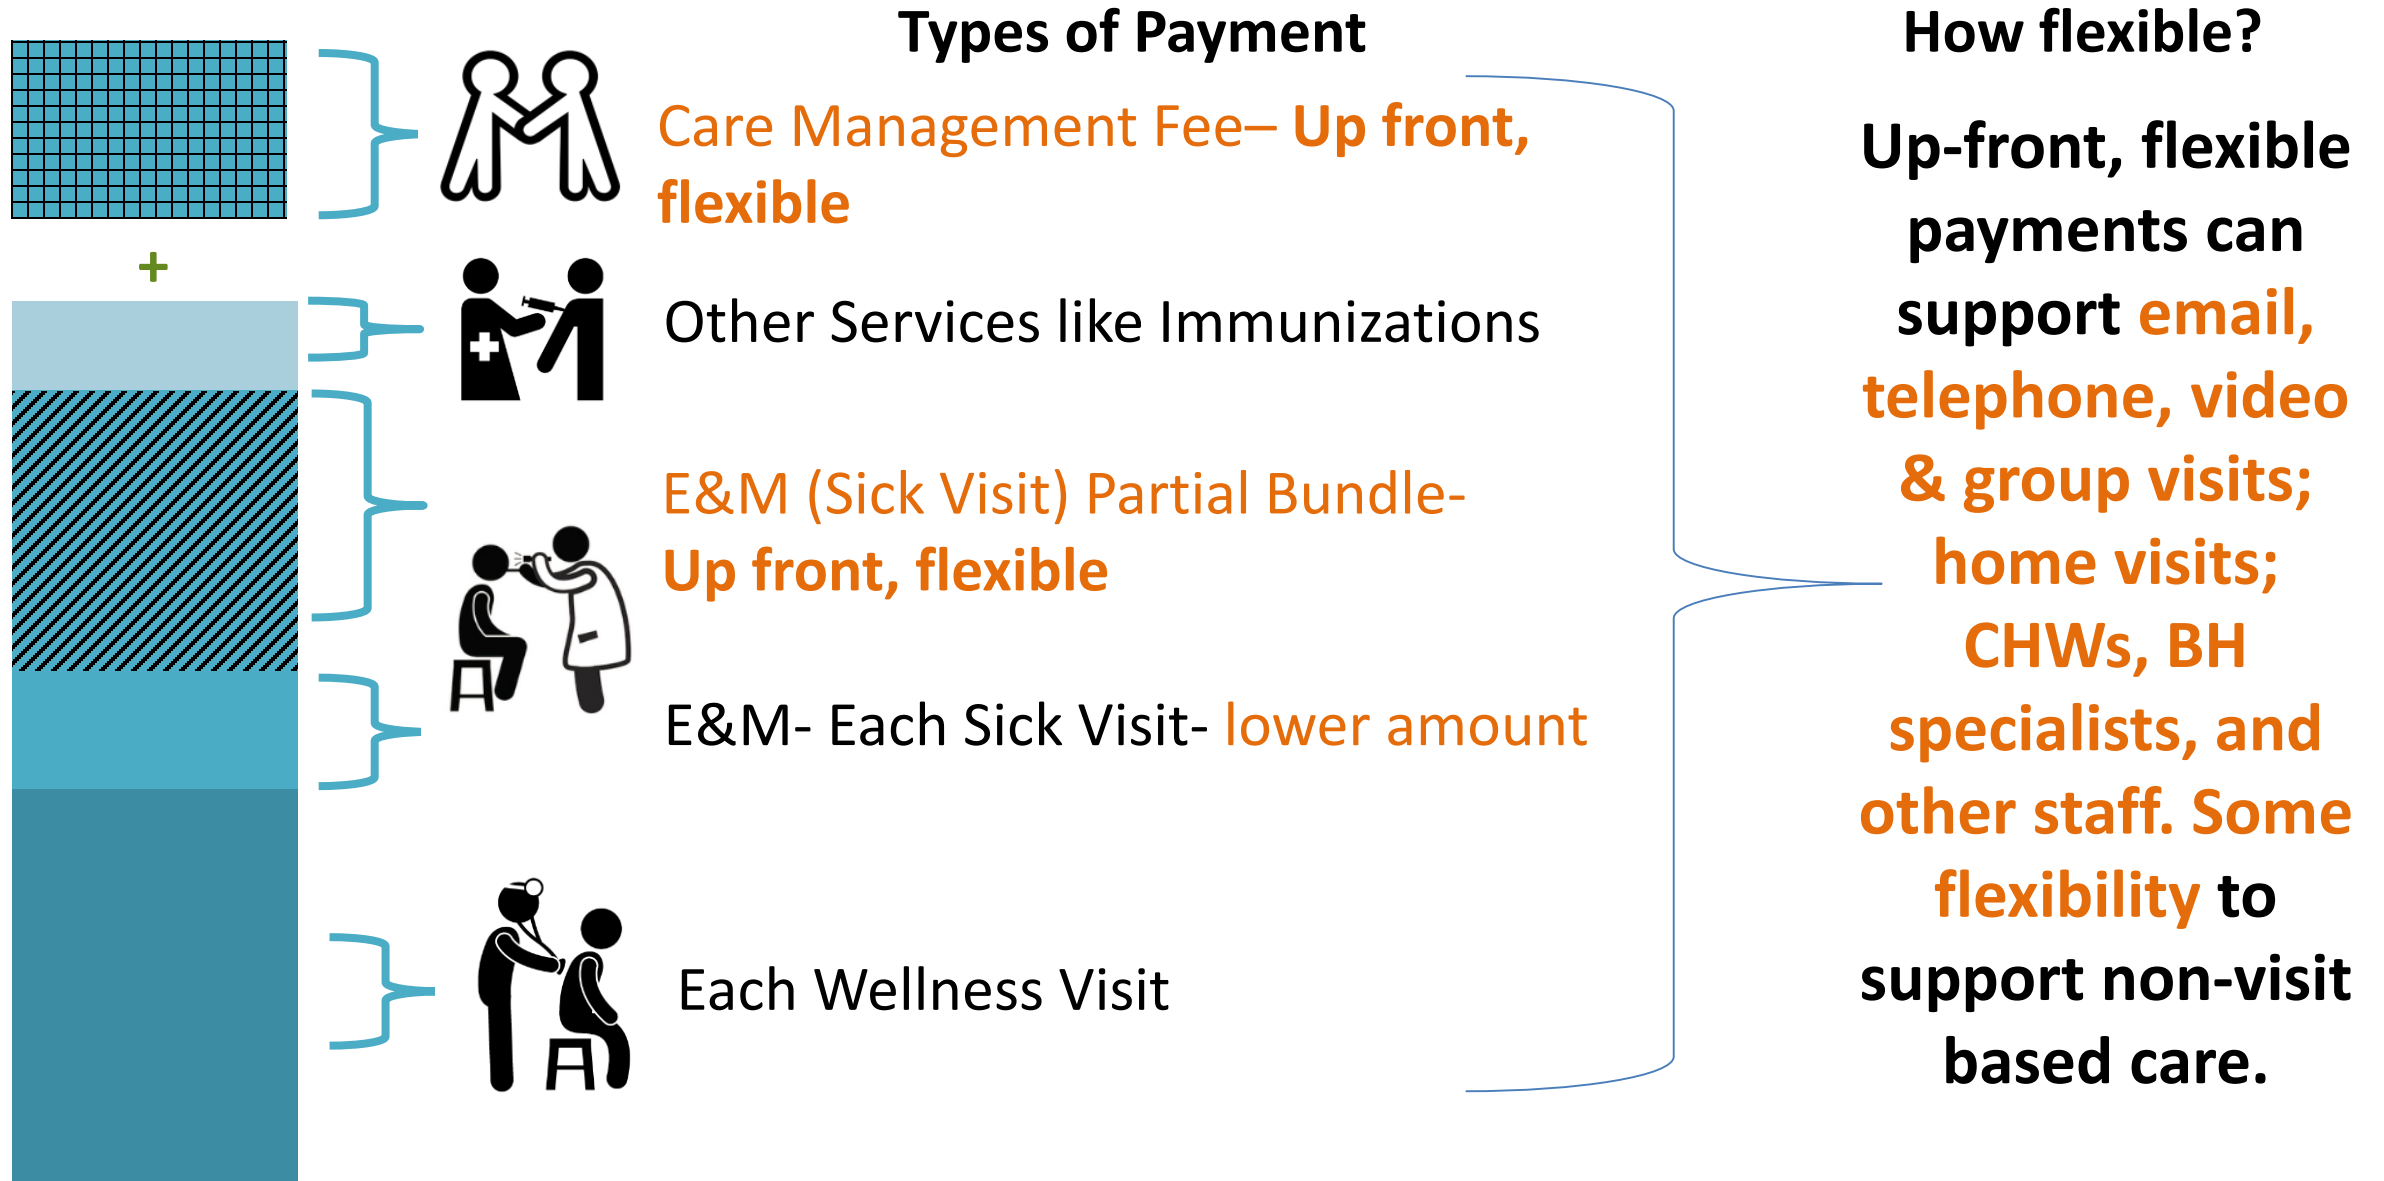 Types of Payment
Care Management Fee– Up front,
flexible
+
Other Services like Immunizations
E&M (Sick Visit) Partial Bundle-
Up front, flexible
E&M- Each Sick Visit- lower amount
Each Wellness Visit
How flexible?
Up-front, flexible
payments can
support email,
telephone, video
& group visits;
home visits;
CHWs, BH
specialists, and
other staff. Some
flexibility to
support non-visit
based care.